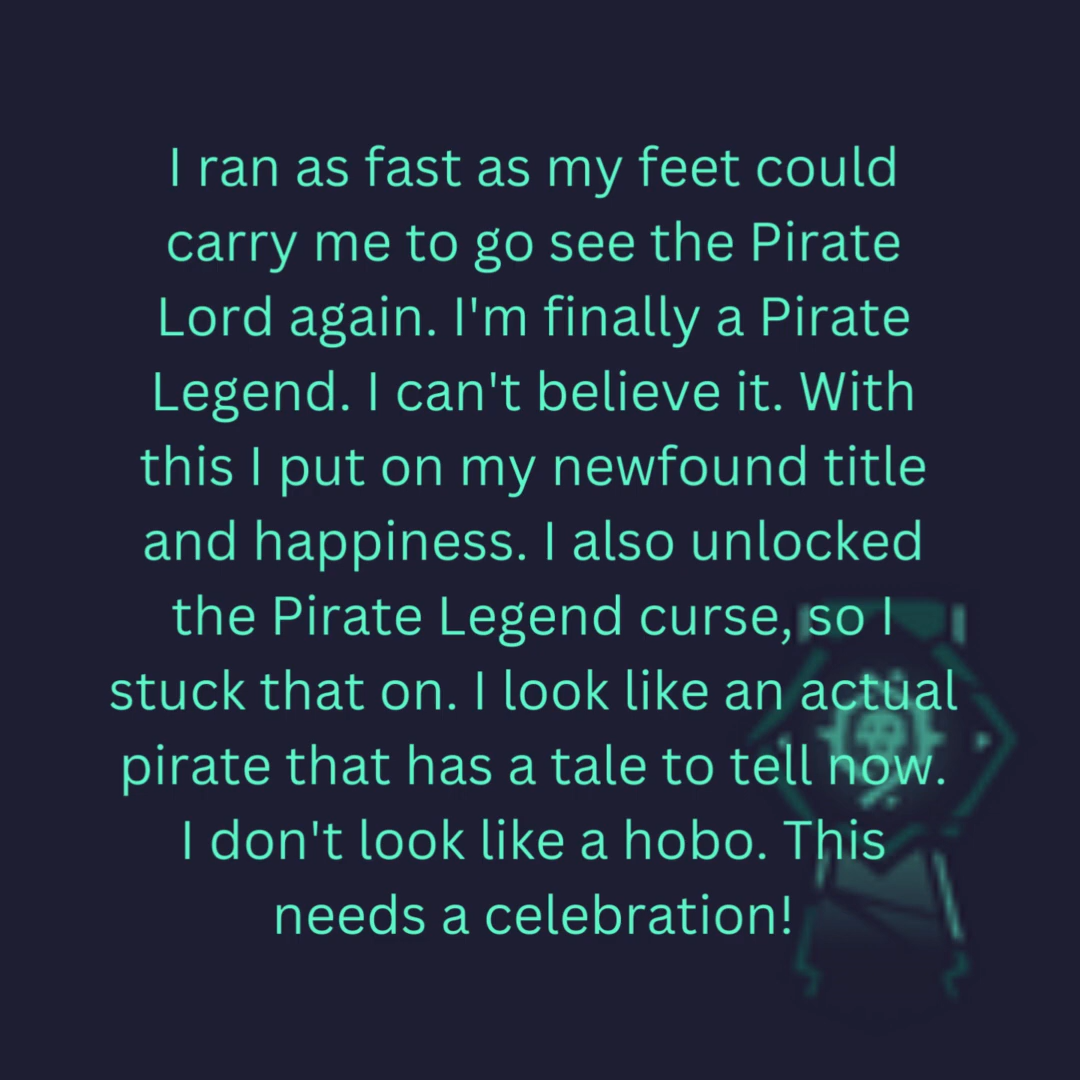 I ran as fast as my feet could
carry me to go see the Pirate
Lord again. I'm finally a Pirate
Legend. I can't believe it. With
this I put on my newfound title
and happiness. I also unlocked
the Pirate Legend curse, so I
stuck that on. I look like an actual
pirate that has a tale to tell now.
I don't look like a hobo. This
needs a celebration!